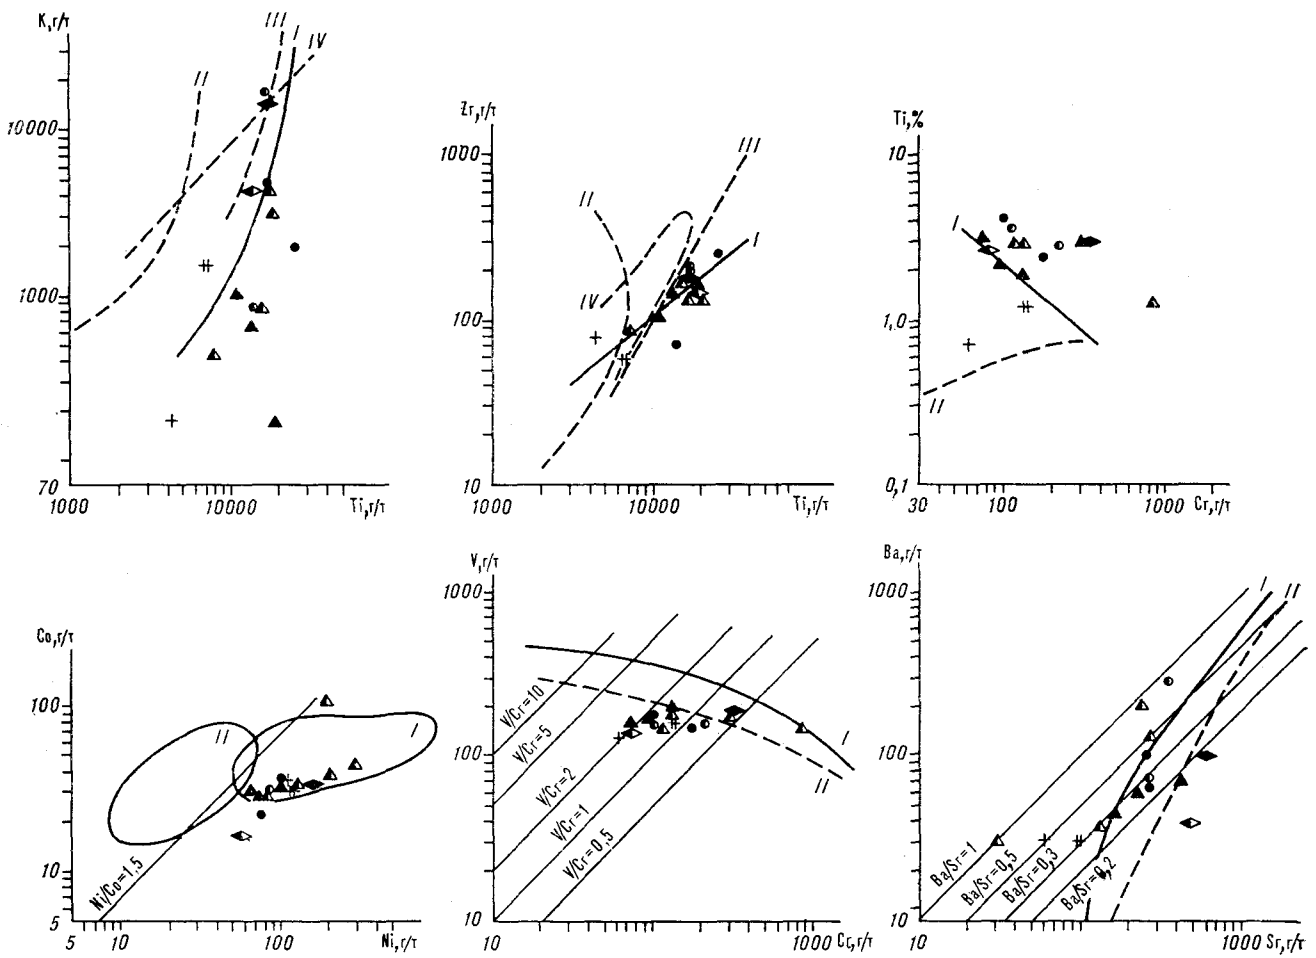 K, г/т
III
I
IV
II
10000
1000
70
1000
10000
Ti, г/т
Zr, г/т
1000
III
II
I
IV
100
10
10
10000
Ti, г/т
Ti, %
10
I
1,0
II
0,1
30
100
1000
Cr, г/т
Co, г/т
100
II
I
10
Ni/Co=1,5
5
5
10
100
Ni, г/т
V, г/т
1000
V/Cr=10
V/Cr=5
100
V/Cr=2
V/Cr=1
V/Cr=0,5
I
II
10
10
1000
Cr, г/т
Ba, г/т
1000
I
II
100
Ba/Sr=1
Ba/Sr=0,5
Ba/Sr=0,3
Ba/Sr=0,2
10
10
1000
Sr, г/т